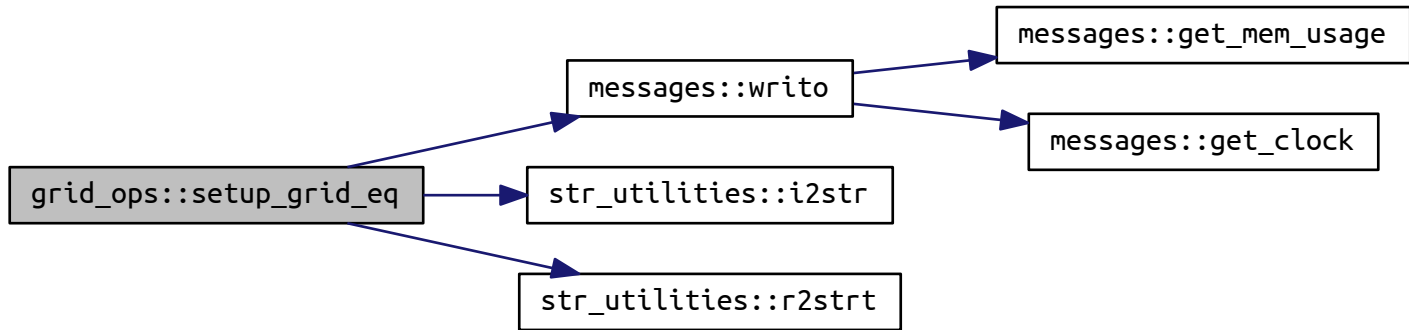 grid_ops::setup_grid_eq
messages::writo
messages::get_mem_usage
messages::get_clock
str_utilities::i2str
str_utilities::r2strt